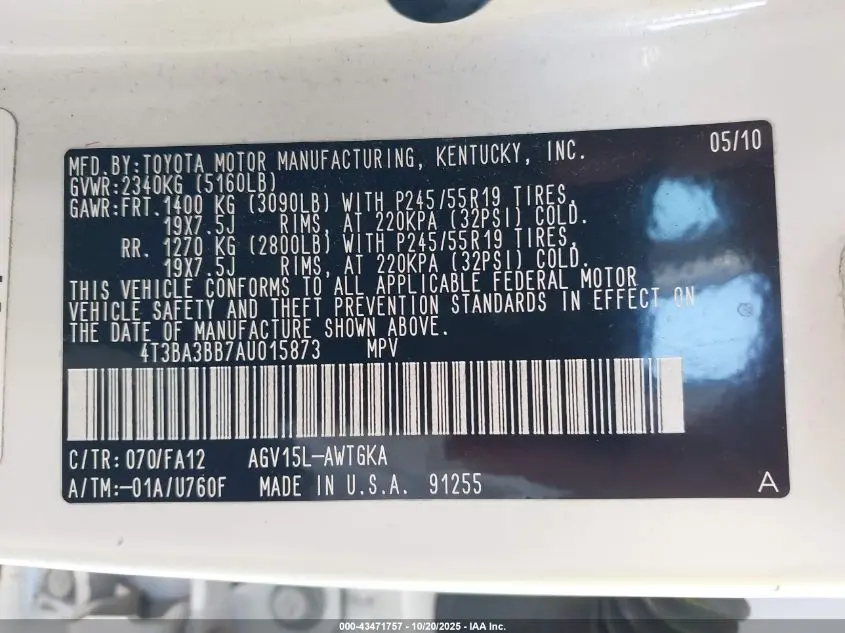 05/10
MFD.BY:TOYOTA MOTOR MANUFACTURING, KENTUCKY, INC.
GVWR:2340KG (5160LB)
GAWR:FRT.1400 KG (3090LB) WITH P245/55R19 TIRES,
19X7.5J RIMS, AT 220KPA (32PSI) COLD.
RR. 1270 KG (2800LB) WITH P245/55R19 TIRES,
19X7.5J RIMS, AT 220KPA (32PSI) COLD.
THIS VEHICLE CONFORMS TO ALL APPLICABLE FEDERAL MOTOR
VEHICLE SAFETY AND THEFT PREVENTION STANDARDS IN EFFECT ON
THE DATE OF MANUFACTURE SHOWN ABOVE.
4T3BA3BB7AU015873 MPV
C/TR: 070/FA12 AGV15L-AWTGKA
A/TM:-01A/U760F MADE IN U.S.A. 91255
A
000-43471757 - 10/20/2025 - IAA Inc.